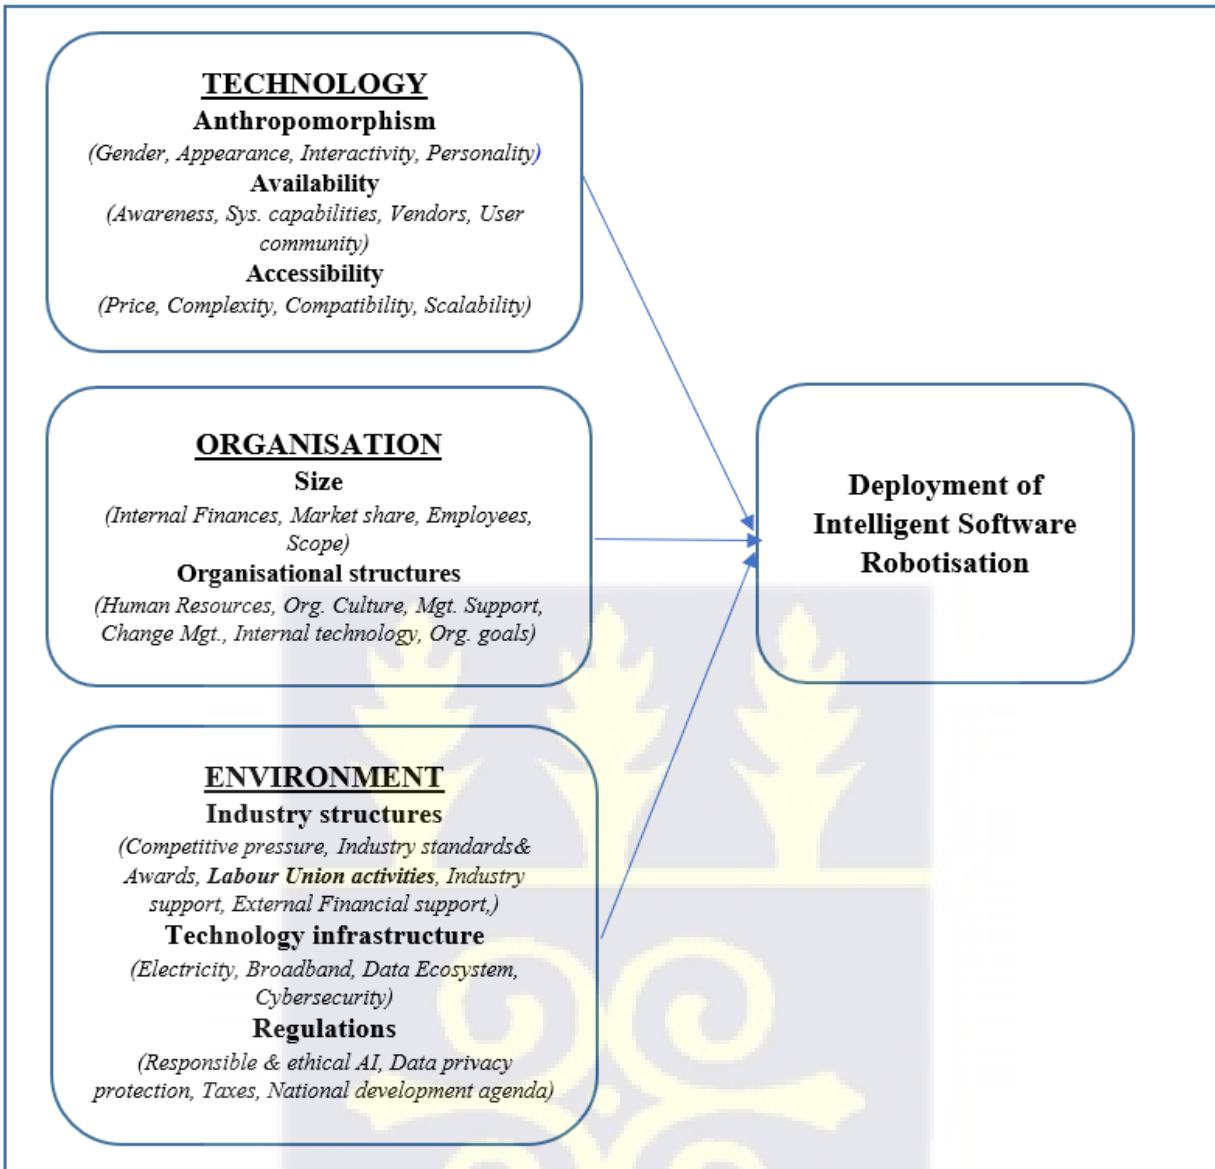 TECHNOLOGY
Anthropomorphism
(Gender, Appearance, Interactivity, Personality)
Availability
(Awareness, Sys. capabilities, Vendors, User
community)
Accessibility
(Price, Complexity, Compatibility, Scalability)
ORGANISATION
Size
(Internal Finances, Market share, Employees,
Scope)
Organisational structures
(Human Resources, Org. Culture, Mgt. Support,
Change Mgt., Internal technology, Org. goals)
ENVIRONMENT
Industry structures
(Competitive pressure, Industry standards&
Awards, Labour Union activities, Industry
support, External Financial support,)
Technology infrastructure
(Electricity, Broadband, Data Ecosystem,
Cybersecurity)
Regulations
(Responsible & ethical AI, Data privacy
protection, Taxes, National development agenda)
Deployment of
Intelligent Software
Robotisation